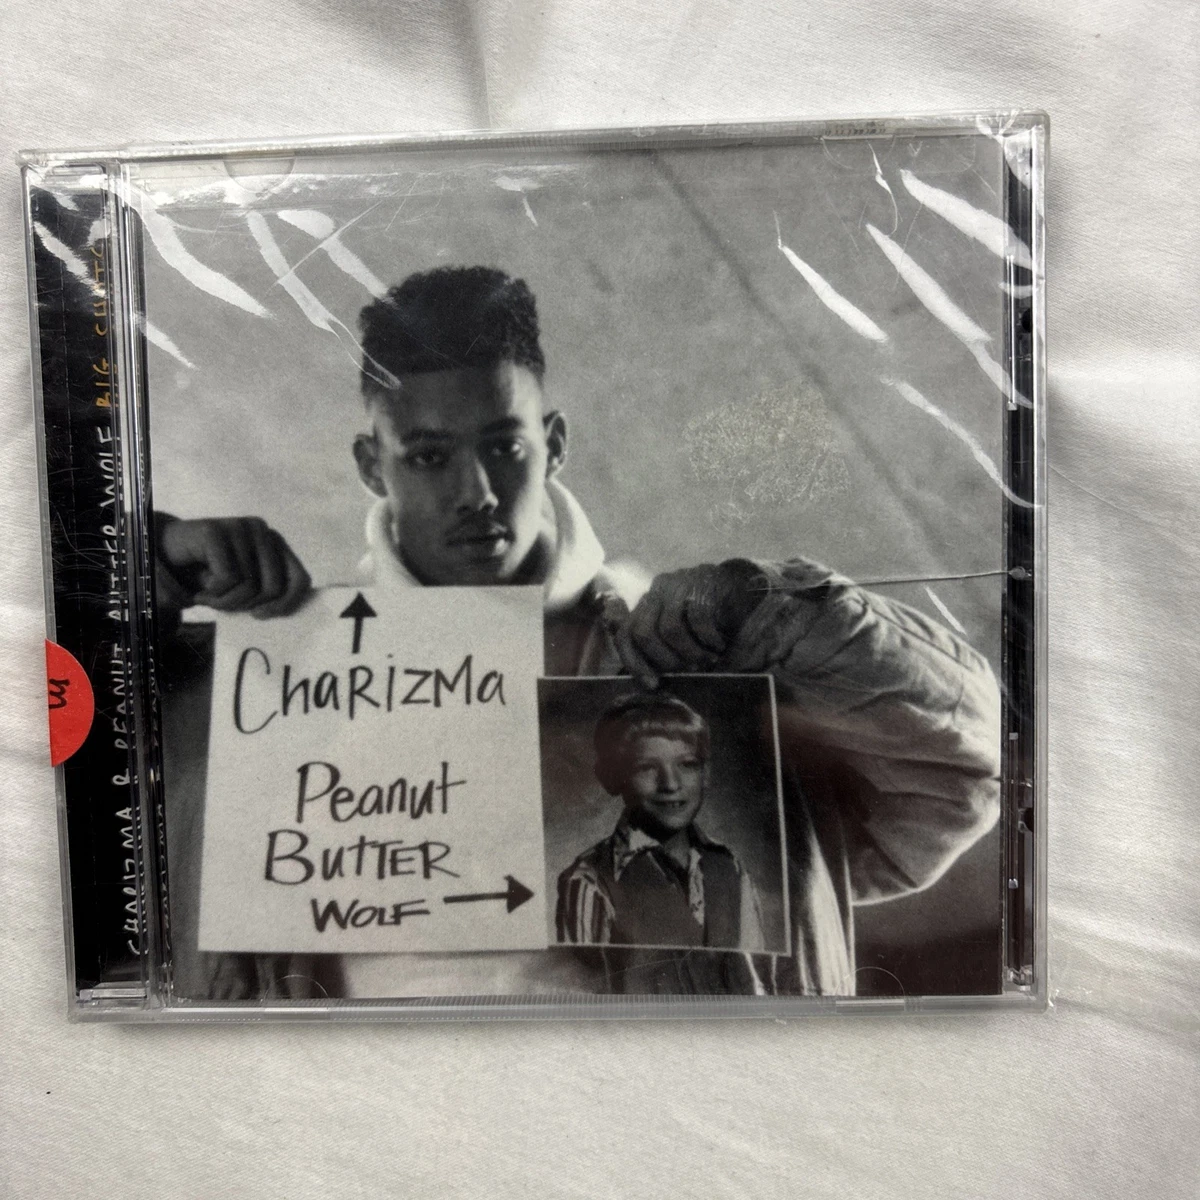 Charizma
Peanut
Butter
Wolf
CHARIZMA & PEANUT BUTTER WOLF BIG SHOTS